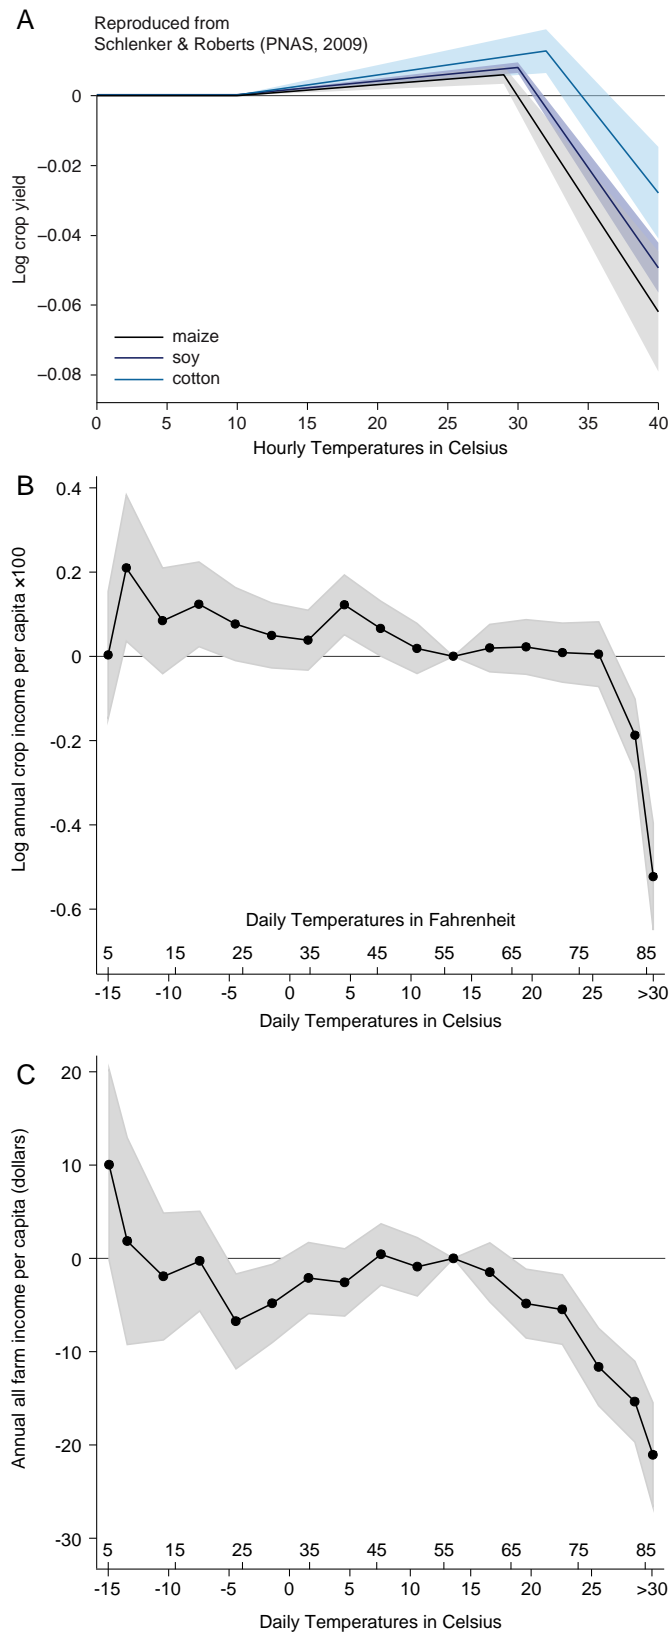 A
Reproduced from
Schlenker & Roberts (PNAS, 2009)
Log crop yield
0
−0.02
−0.04
−0.06
−0.08
maize
soy
cotton
0 5 10 15 20 25 30 35 40
Hourly Temperatures in Celsius
B
Log annual crop income per capita ×100
0.4
0.2
0
-0.2
-0.4
-0.6
Daily Temperatures in Fahrenheit
5 15 25 35 45 55 65 75 85
-15 -10 -5 0 5 10 15 20 25 >30
Daily Temperatures in Celsius
C
Annual all farm income per capita (dollars)
20
10
0
-10
-20
-30
5 15 25 35 45 55 65 75 85
-15 -10 -5 0 5 10 15 20 25 >30
Daily Temperatures in Celsius